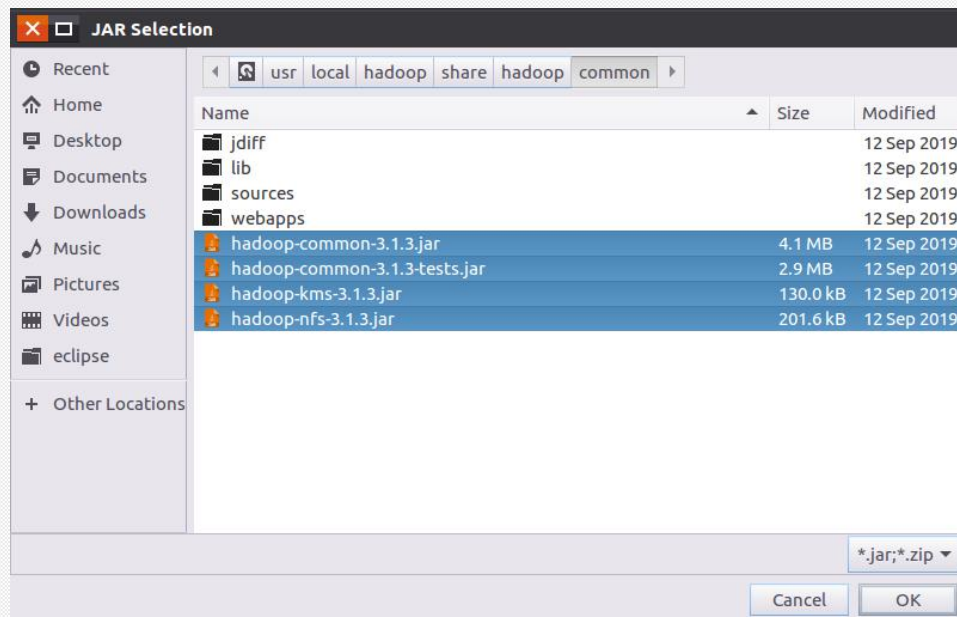 JAR Selection
Recent
Home
Desktop
Documents
Downloads
Music
Pictures
Videos
eclipse
+ Other Locations
usr local hadoop share hadoop common
Name Size Modified
jdiff 12 Sep 2019
lib 12 Sep 2019
sources 12 Sep 2019
webapps 12 Sep 2019
hadoop-common-3.1.3.jar 4.1 MB 12 Sep 2019
hadoop-common-3.1.3-tests.jar 2.9 MB 12 Sep 2019
hadoop-kms-3.1.3.jar 130.0 kB 12 Sep 2019
hadoop-nfs-3.1.3.jar 201.6 kB 12 Sep 2019
*.jar;*.zip
Cancel OK